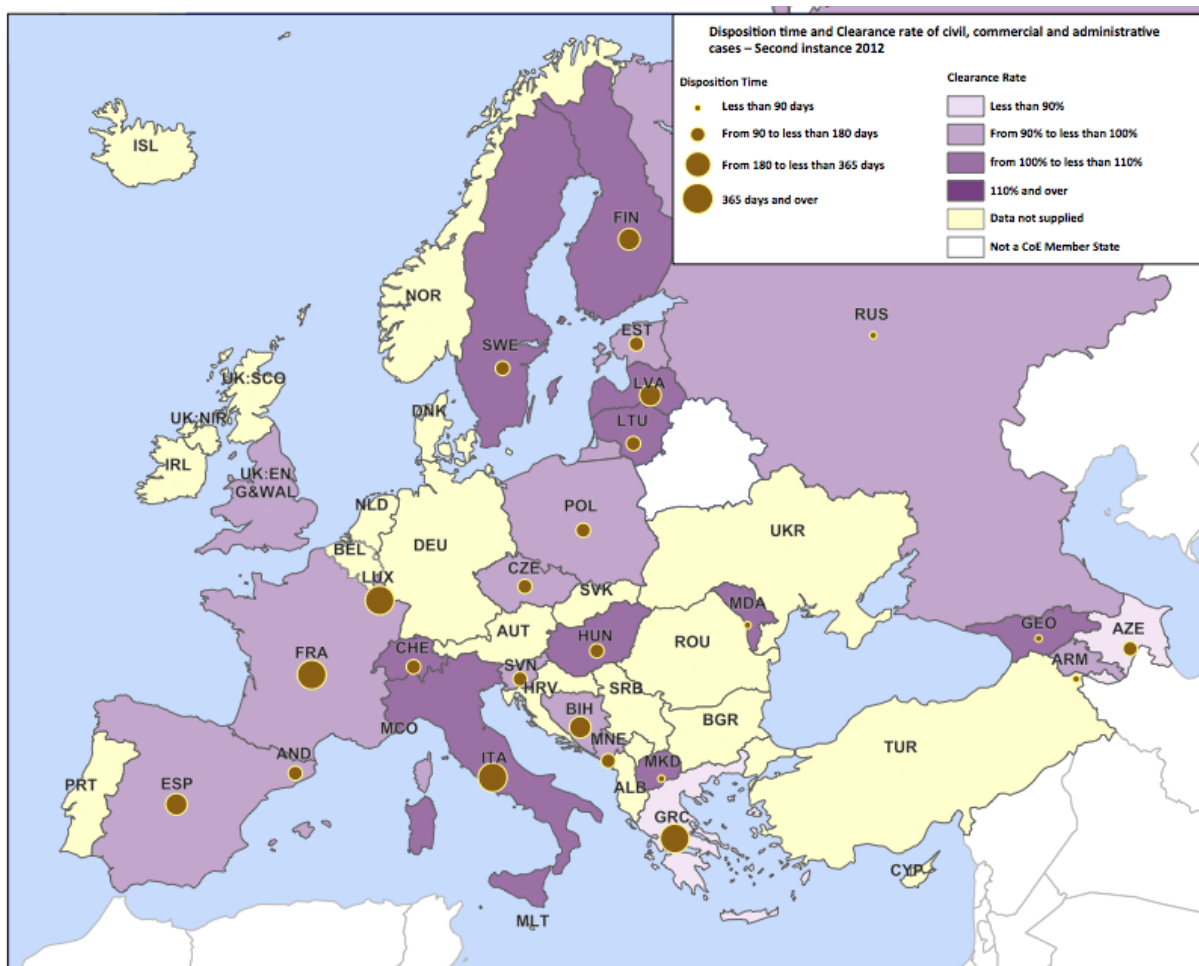 Disposition time and Clearance rate of civil, commercial and administrative
cases – Second instance 2012
Disposition Time
Less than 90 days
From 90 to less than 180 days
From 180 to less than 365 days
365 days and over
Clearance Rate
Less than 90%
From 90% to less than 100%
from 100% to less than 110%
110% and over
Data not supplied
Not a CoE Member State
ISL
FIN
NOR
RUS
EST
SWE
UK:SCO
LVA
DNK
UK:NIR
LTU
IRL
UK:EN
G&WAL
NLD
POL
UKR
DEU
BEL
CZE
LUX
SVK
MDA
GEO
AUT
HUN
AZE
ROU
CHE
FRA
ARM
SVN
HRV
SRB
BIH
BGR
MCO
MNE
TUR
AND
ITA
MKD
PRT
ESP
ALB
GRC
CYP
MLT